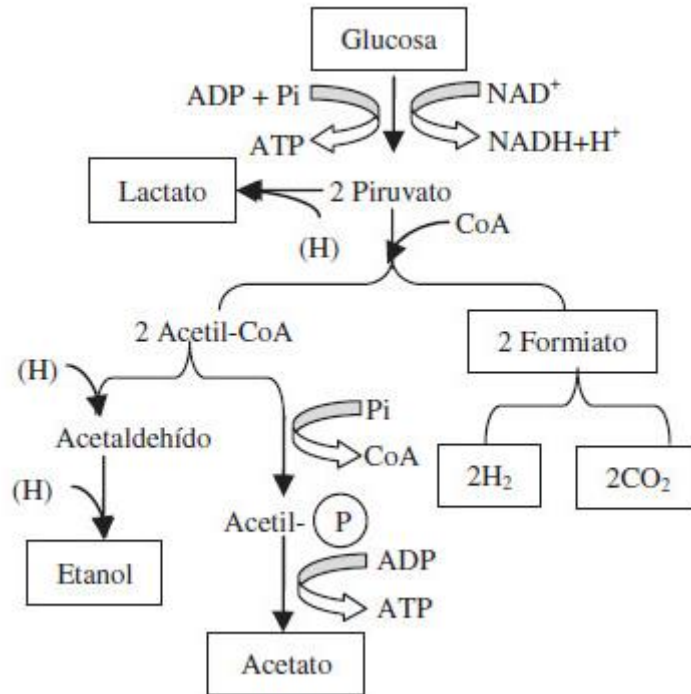 Glucosa
ADP + Pi
NAD⁺
ATP
NADH+H⁺
Lactato
2 Piruvato
(H)
CoA
2 Acetil-CoA
2 Formiato
(H)
Pi
Acetaldehído
CoA
2H₂
2CO₂
(H)
Acetil- P
Etanol
ADP
ATP
Acetato